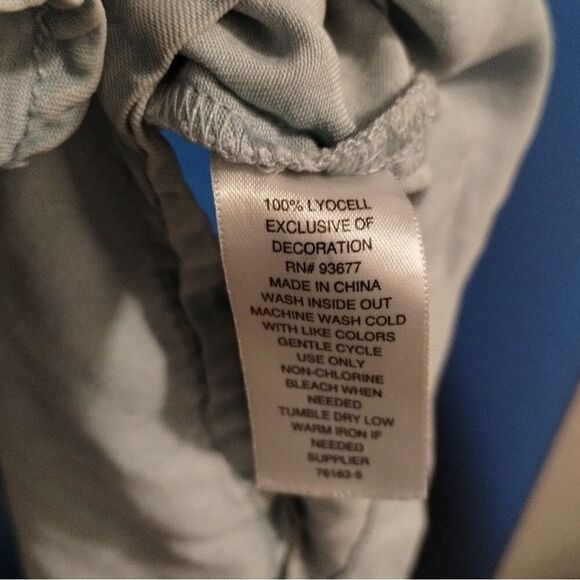 100% LYOCELL
EXCLUSIVE OF
DECORATION
RN# 93677
MADE IN CHINA
WASH INSIDE OUT
MACHINE WASH COLD
WITH LIKE COLORS
GENTLE CYCLE
USE ONLY
NON-CHLORINE
BLEACH WHEN
NEEDED
TUMBLE DRY LOW
WARM IRON IF
NEEDED
SUPPLIER
76163-5